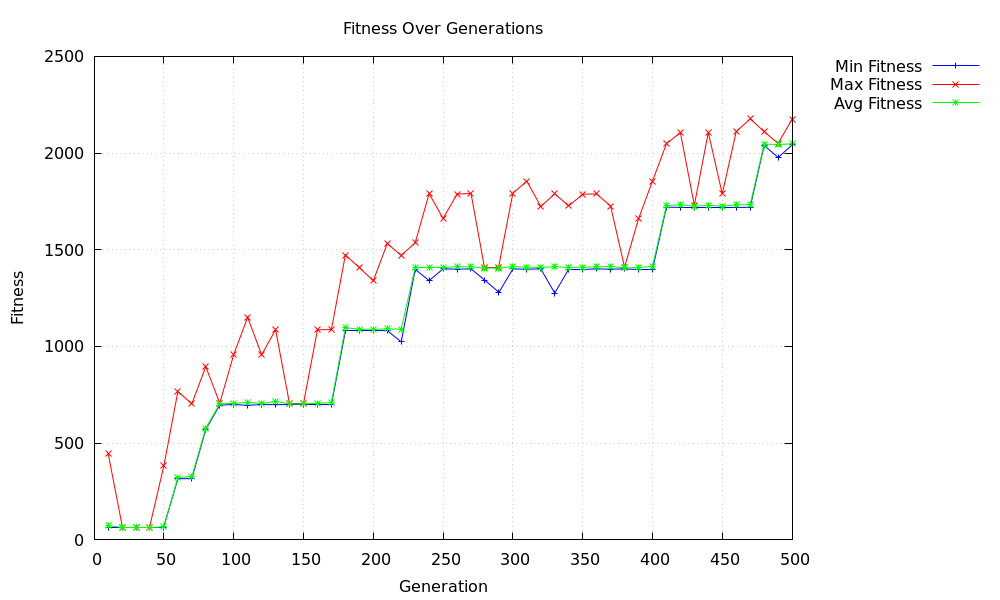 Fitness Over Generations
Min Fitness
Max Fitness
Avg Fitness
2500
2000
1500
1000
500
0
Fitness
0 50 100 150 200 250 300 350 400 450 500
Generation